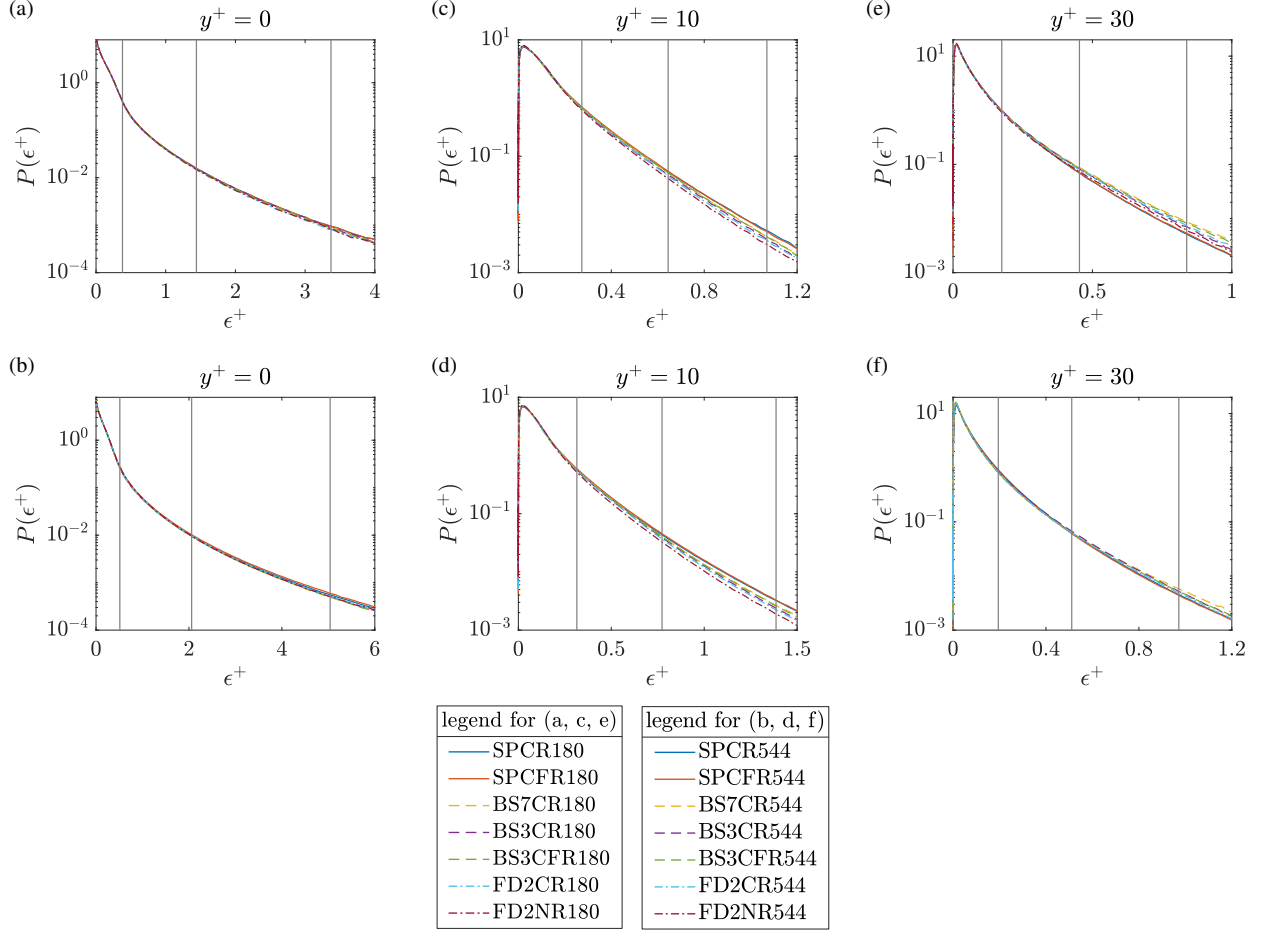 (a)
y⁺ = 0
P(ϵ⁺)
10⁰
10⁻²
10⁻⁴
0 1 2 3 4
ϵ⁺
(c)
y⁺ = 10
P(ϵ⁺)
10¹
10⁻¹
10⁻³
0 0.4 0.8 1.2
ϵ⁺
(e)
y⁺ = 30
P(ϵ⁺)
10¹
10⁻¹
10⁻³
0 0.5 1
ϵ⁺
(b)
y⁺ = 0
P(ϵ⁺)
10⁰
10⁻²
10⁻⁴
0 2 4 6
ϵ⁺
(d)
y⁺ = 10
P(ϵ⁺)
10¹
10⁻¹
10⁻³
0 0.5 1 1.5
ϵ⁺
(f)
y⁺ = 30
P(ϵ⁺)
10¹
10⁻¹
10⁻³
0 0.4 0.8 1.2
ϵ⁺
legend for (a, c, e)
SPCR180
SPCFR180
BS7CR180
BS3CR180
BS3CFR180
FD2CR180
FD2NR180
legend for (b, d, f)
SPCR544
SPCFR544
BS7CR544
BS3CR544
BS3CFR544
FD2CR544
FD2NR544